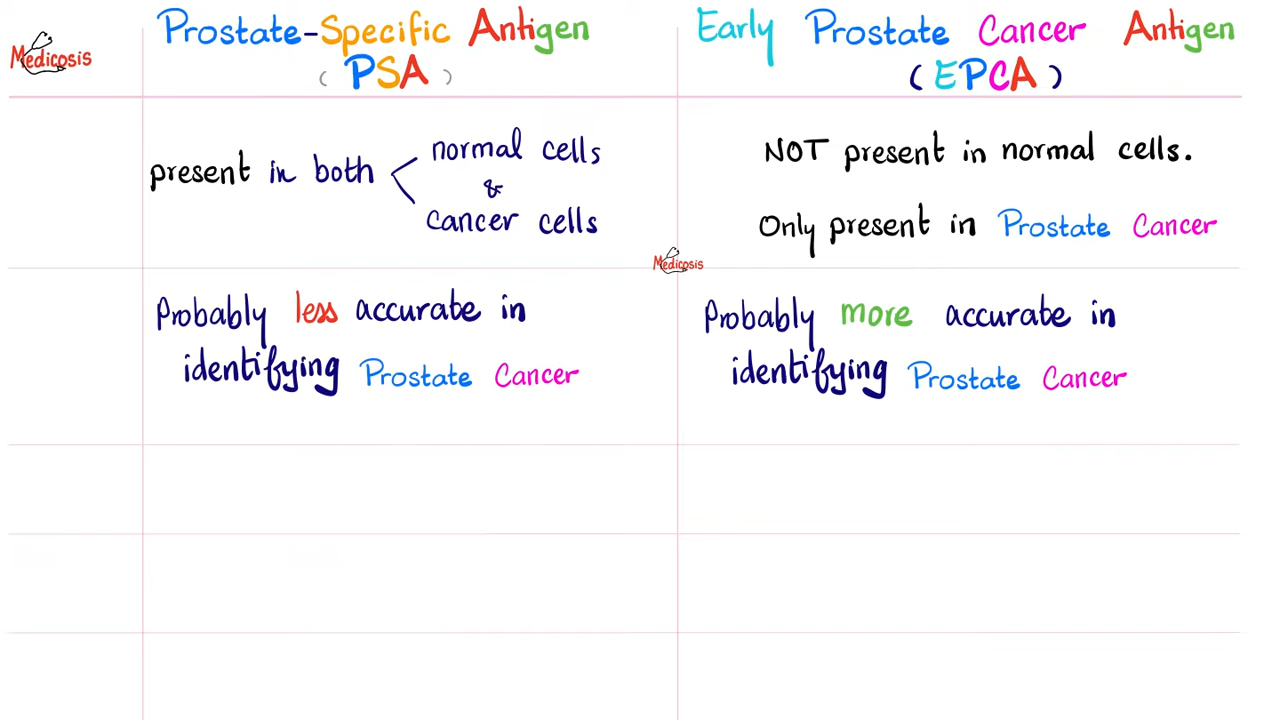 Medicosis
Prostate-Specific Antigen
(PSA)
Early Prostate Cancer Antigen
(EPCA)
present in both
normal cells
&
cancer cells
NOT present in normal cells.
Only present in Prostate Cancer
Medicosis
Probably less accurate in
identifying Prostate Cancer
Probably more accurate in
identifying Prostate Cancer